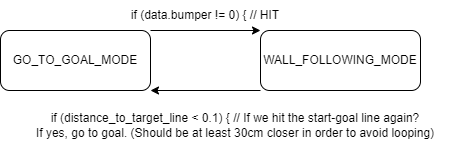 if (data.bumper != 0) { // HIT
GO_TO_GOAL_MODE
WALL_FOLLOWING_MODE
if (distance_to_target_line < 0.1) { // If we hit the start-goal line again?
If yes, go to goal. (Should be at least 30cm closer in order to avoid looping)